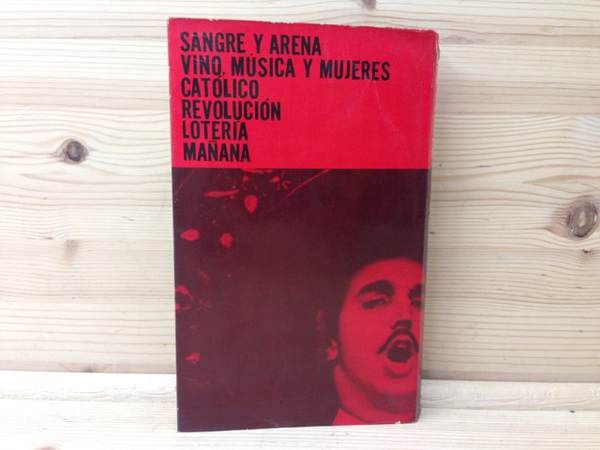 SANGRE Y ARENA
VINO, MÚSICA Y MUJERES
CATÓLICO
REVOLUCIÓN
LOTERÍA
MAÑANA